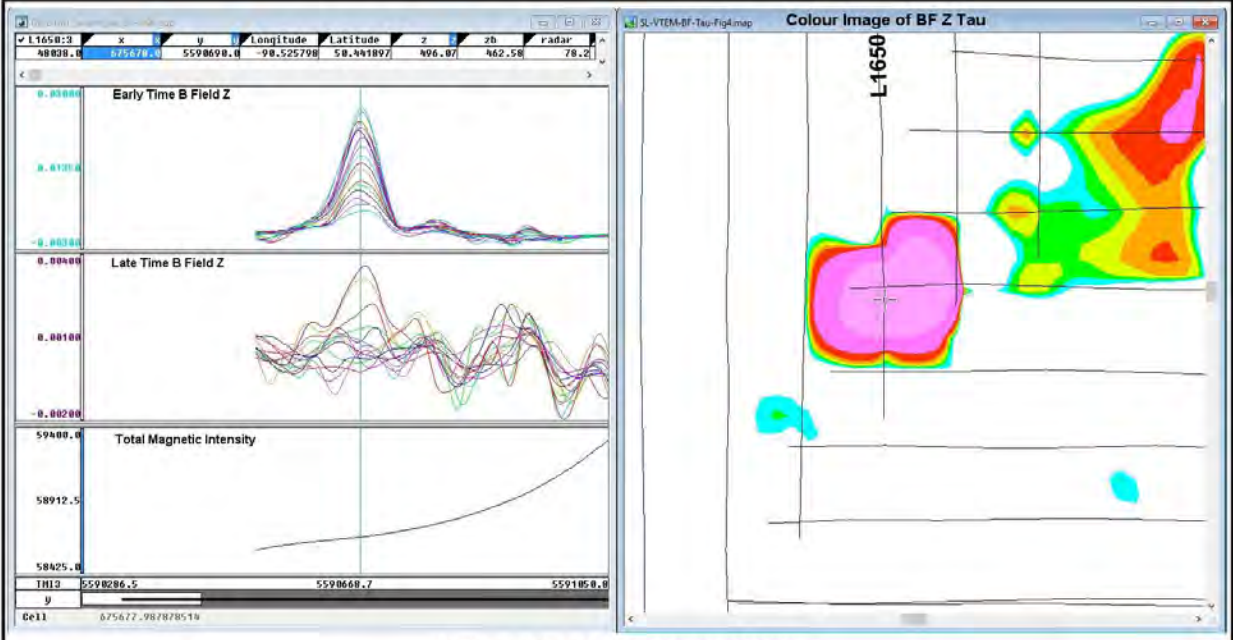 SL-VTEM-BF-Tau-Fig4.map
Colour Image of BF Z Tau
L1650:3 x x y y Longitude Latitude z z zb radar
48038.0 675678.0 5590690.0 -90.525798 50.441897 496.07 462.58 78.2
L1650
Early Time B Field Z
0.03000
0.01350
-0.00300
0.00400
Late Time B Field Z
0.00100
-0.00200
59400.0
Total Magnetic Intensity
58912.5
58425.0
TMI3 5590286.5 5590668.7 5591050.8
y
Cell 675677.987878514